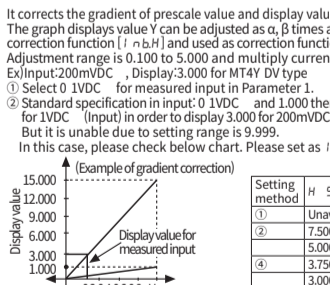 It corrects the gradient of prescale value and display valu
The graph displays value Y can be adjusted as α, β times a
correction function [I nb.H] and used as correction functi
Adjustment range is 0.100 to 5.000 and multiply curren
Ex)Input:200mVDC , Display:3.000 for MT4Y DV type
① Select 0 1VDC for measured input in Parameter 1.
② Standard specification in input: 0 1VDC and 1.000 the
for 1VDC (Input) in order to display 3.000 for 200mVDC
But it is unable due to setting range is 9.999.
In this case, please check below chart. Please set as
(Example of gradient correction)
15.000
12.000
9.000
6.000
3.000
1.000
Display value
Display value for
measured input
Setting
method
H
①
Una
②
7.50
5.00
④
3.75
3.00